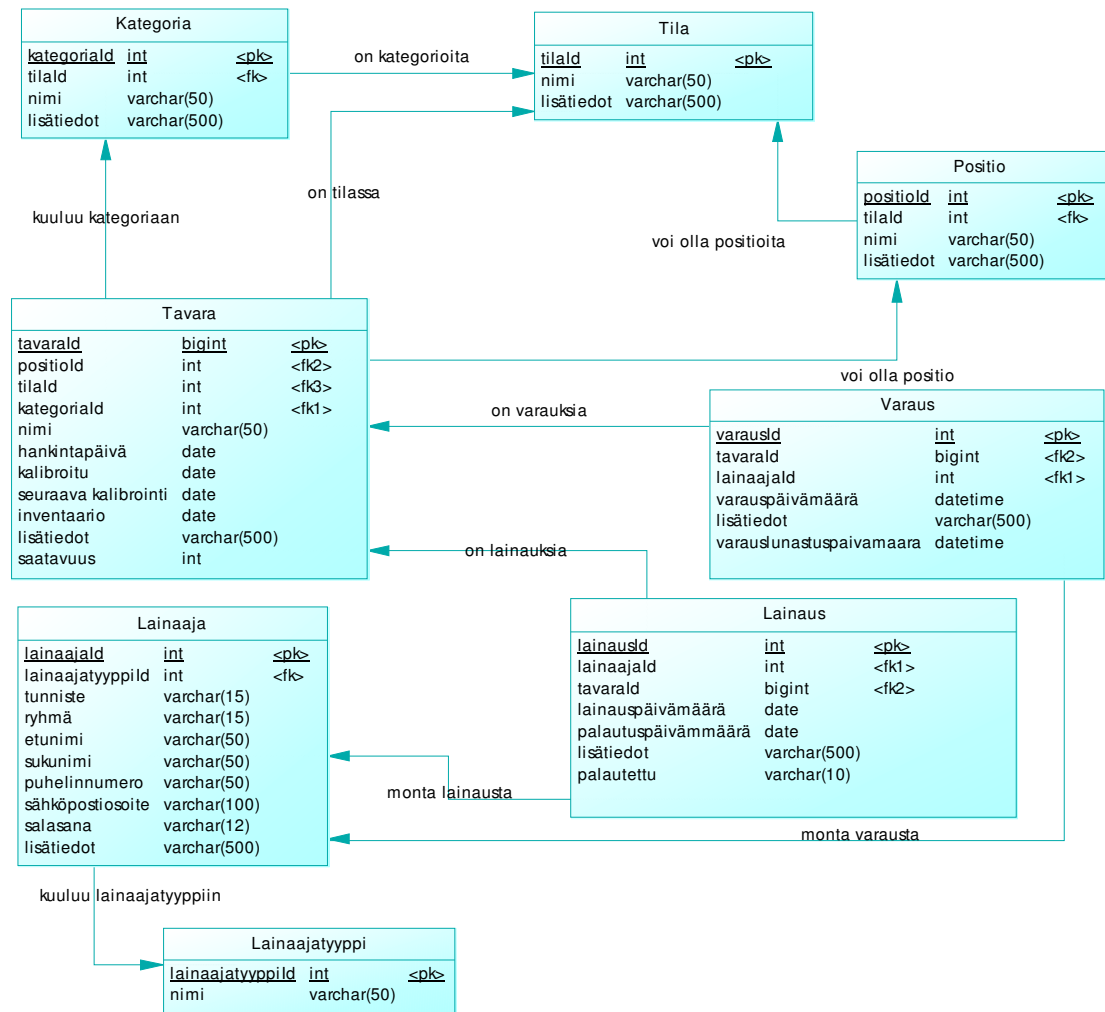 Kategoria
kategoriaId int <pk>
tilaId int <fk>
nimi varchar(50)
lisätiedot varchar(500)
on kategorioita
Tila
tilaId int <pk>
nimi varchar(50)
lisätiedot varchar(500)
kuuluu kategoriaan
on tilassa
voi olla positioita
Positio
positioId int <pk>
tilaId int <fk>
nimi varchar(50)
lisätiedot varchar(500)
Tavara
tavaraId bigint <pk>
positioId int <fk2>
tilaId int <fk3>
kategoriaId int <fk1>
nimi varchar(50)
hankintapäivä date
kalibroitu date
seuraava kalibrointi date
inventaario date
lisätiedot varchar(500)
saatavuus int
voi olla positio
on varauksia
Varaus
varausId int <pk>
tavaraId bigint <fk2>
lainaajaId int <fk1>
varauspäivämäärä datetime
lisätiedot varchar(500)
varauslunastuspaivamaara datetime
on lainauksia
Lainaus
lainausId int <pk>
lainaajaId int <fk1>
tavaraId bigint <fk2>
lainauspäivämäärä date
palautuspäivämmäärä date
lisätiedot varchar(500)
palautettu varchar(10)
Lainaaja
lainaajaId int <pk>
lainaajatyyppiId int <fk>
tunniste varchar(15)
ryhmä varchar(15)
etunimi varchar(50)
sukunimi varchar(50)
puhelinnumero varchar(50)
sähköpostiosoite varchar(100)
salasana varchar(12)
lisätiedot varchar(500)
monta lainausta
monta varausta
kuuluu lainaajatyyppiin
Lainaajatyyppi
lainaajatyyppiId int <pk>
nimi varchar(50)